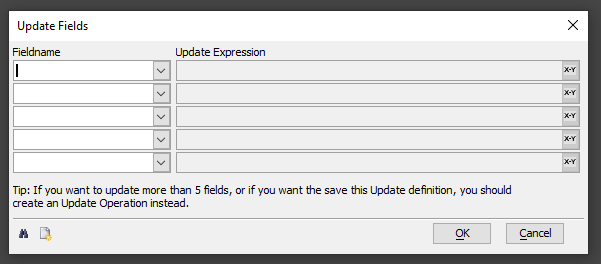 Update Fields
Fieldname Update Expression
X-Y
X-Y
X-Y
X-Y
X-Y
Tip: If you want to update more than 5 fields, or if you want the save this Update definition, you should
create an Update Operation instead.
OK Cancel